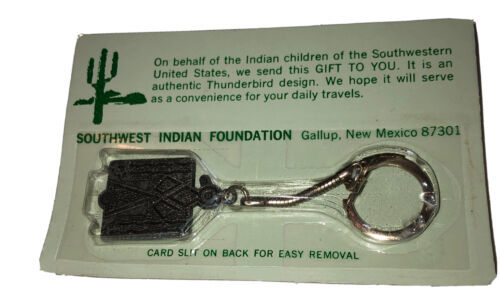 On behalf of the Indian children of the Southwestern
United States, we send this GIFT TO YOU. It is an
authentic Thunderbird design. We hope it will serve
as a convenience for your daily travels.
SOUTHWEST INDIAN FOUNDATION Gallup, New Mexico 87301
CARD SLIT ON BACK FOR EASY REMOVAL